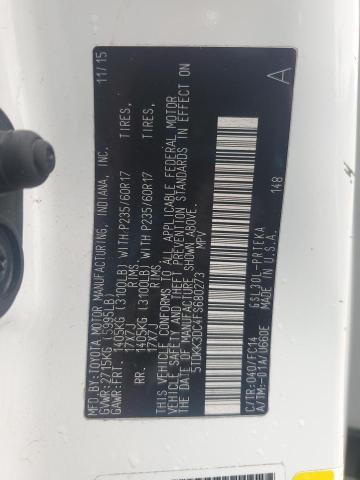 MFD.BY:TOYOTA MOTOR MANUFACTURING, INDIANA, INC. 11/15
GVWR:2715KG (5995LB)
GAWR:FRT. 1405KG (3100LB) WITH P235/60R17 TIRES,
17X7J RIMS,
RR. 1405KG (3100LB) WITH P235/60R17 TIRES,
17X7J RIMS,
THIS VEHICLE CONFORMS TO ALL APPLICABLE FEDERAL MOTOR
VEHICLE SAFETY AND THEFT PREVENTION STANDARDS IN
EFFECT ON THE DATE OF MANUFACTURE SHOWN ABOVE.
5TDKK3DC4FS680273 MPV
A
148
C/TR:040/FC14 GSL30L-PRTEKA
A/TM:-01A/U660E MADE IN U.S.A.